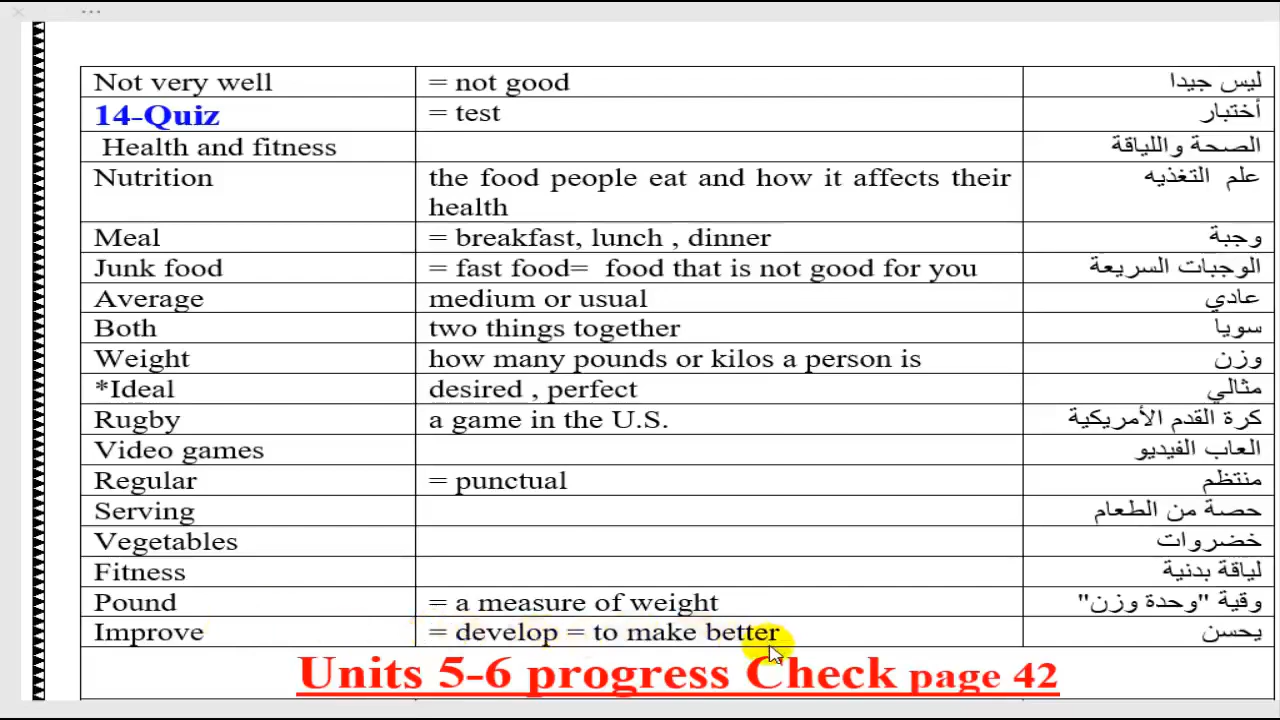 Not very well = not good ليس جيدا
14-Quiz = test أختبار
Health and fitness الصحة واللياقة
Nutrition the food people eat and how it affects their علم التغذيه
health
Meal = breakfast, lunch , dinner وجبة
Junk food = fast food= food that is not good for you الوجبات السريعة
Average medium or usual عادي
Both two things together سويا
Weight how many pounds or kilos a person is وزن
*Ideal desired , perfect مثالي
Rugby a game in the U.S. كرة القدم الأمريكية
Video games العاب الفيديو
Regular = punctual منتظم
Serving حصة من الطعام
Vegetables خضروات
Fitness لياقة بدنية
Pound = a measure of weight وقية "وحدة وزن"
Improve = develop = to make better يحسن
Units 5-6 progress Check page 42